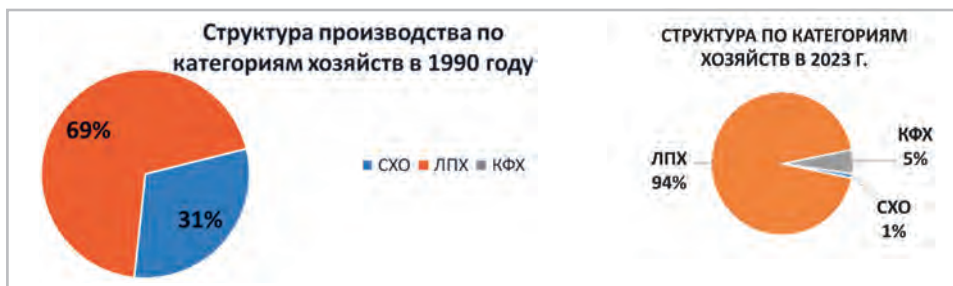 Структура производства по
категориям хозяйств в 1990 году
69%
31%
СХО ЛПХ КФХ
СТРУКТУРА ПО КАТЕГОРИЯМ
ХОЗЯЙСТВ В 2023 Г.
ЛПХ
94%
КФХ
5%
СХО
1%